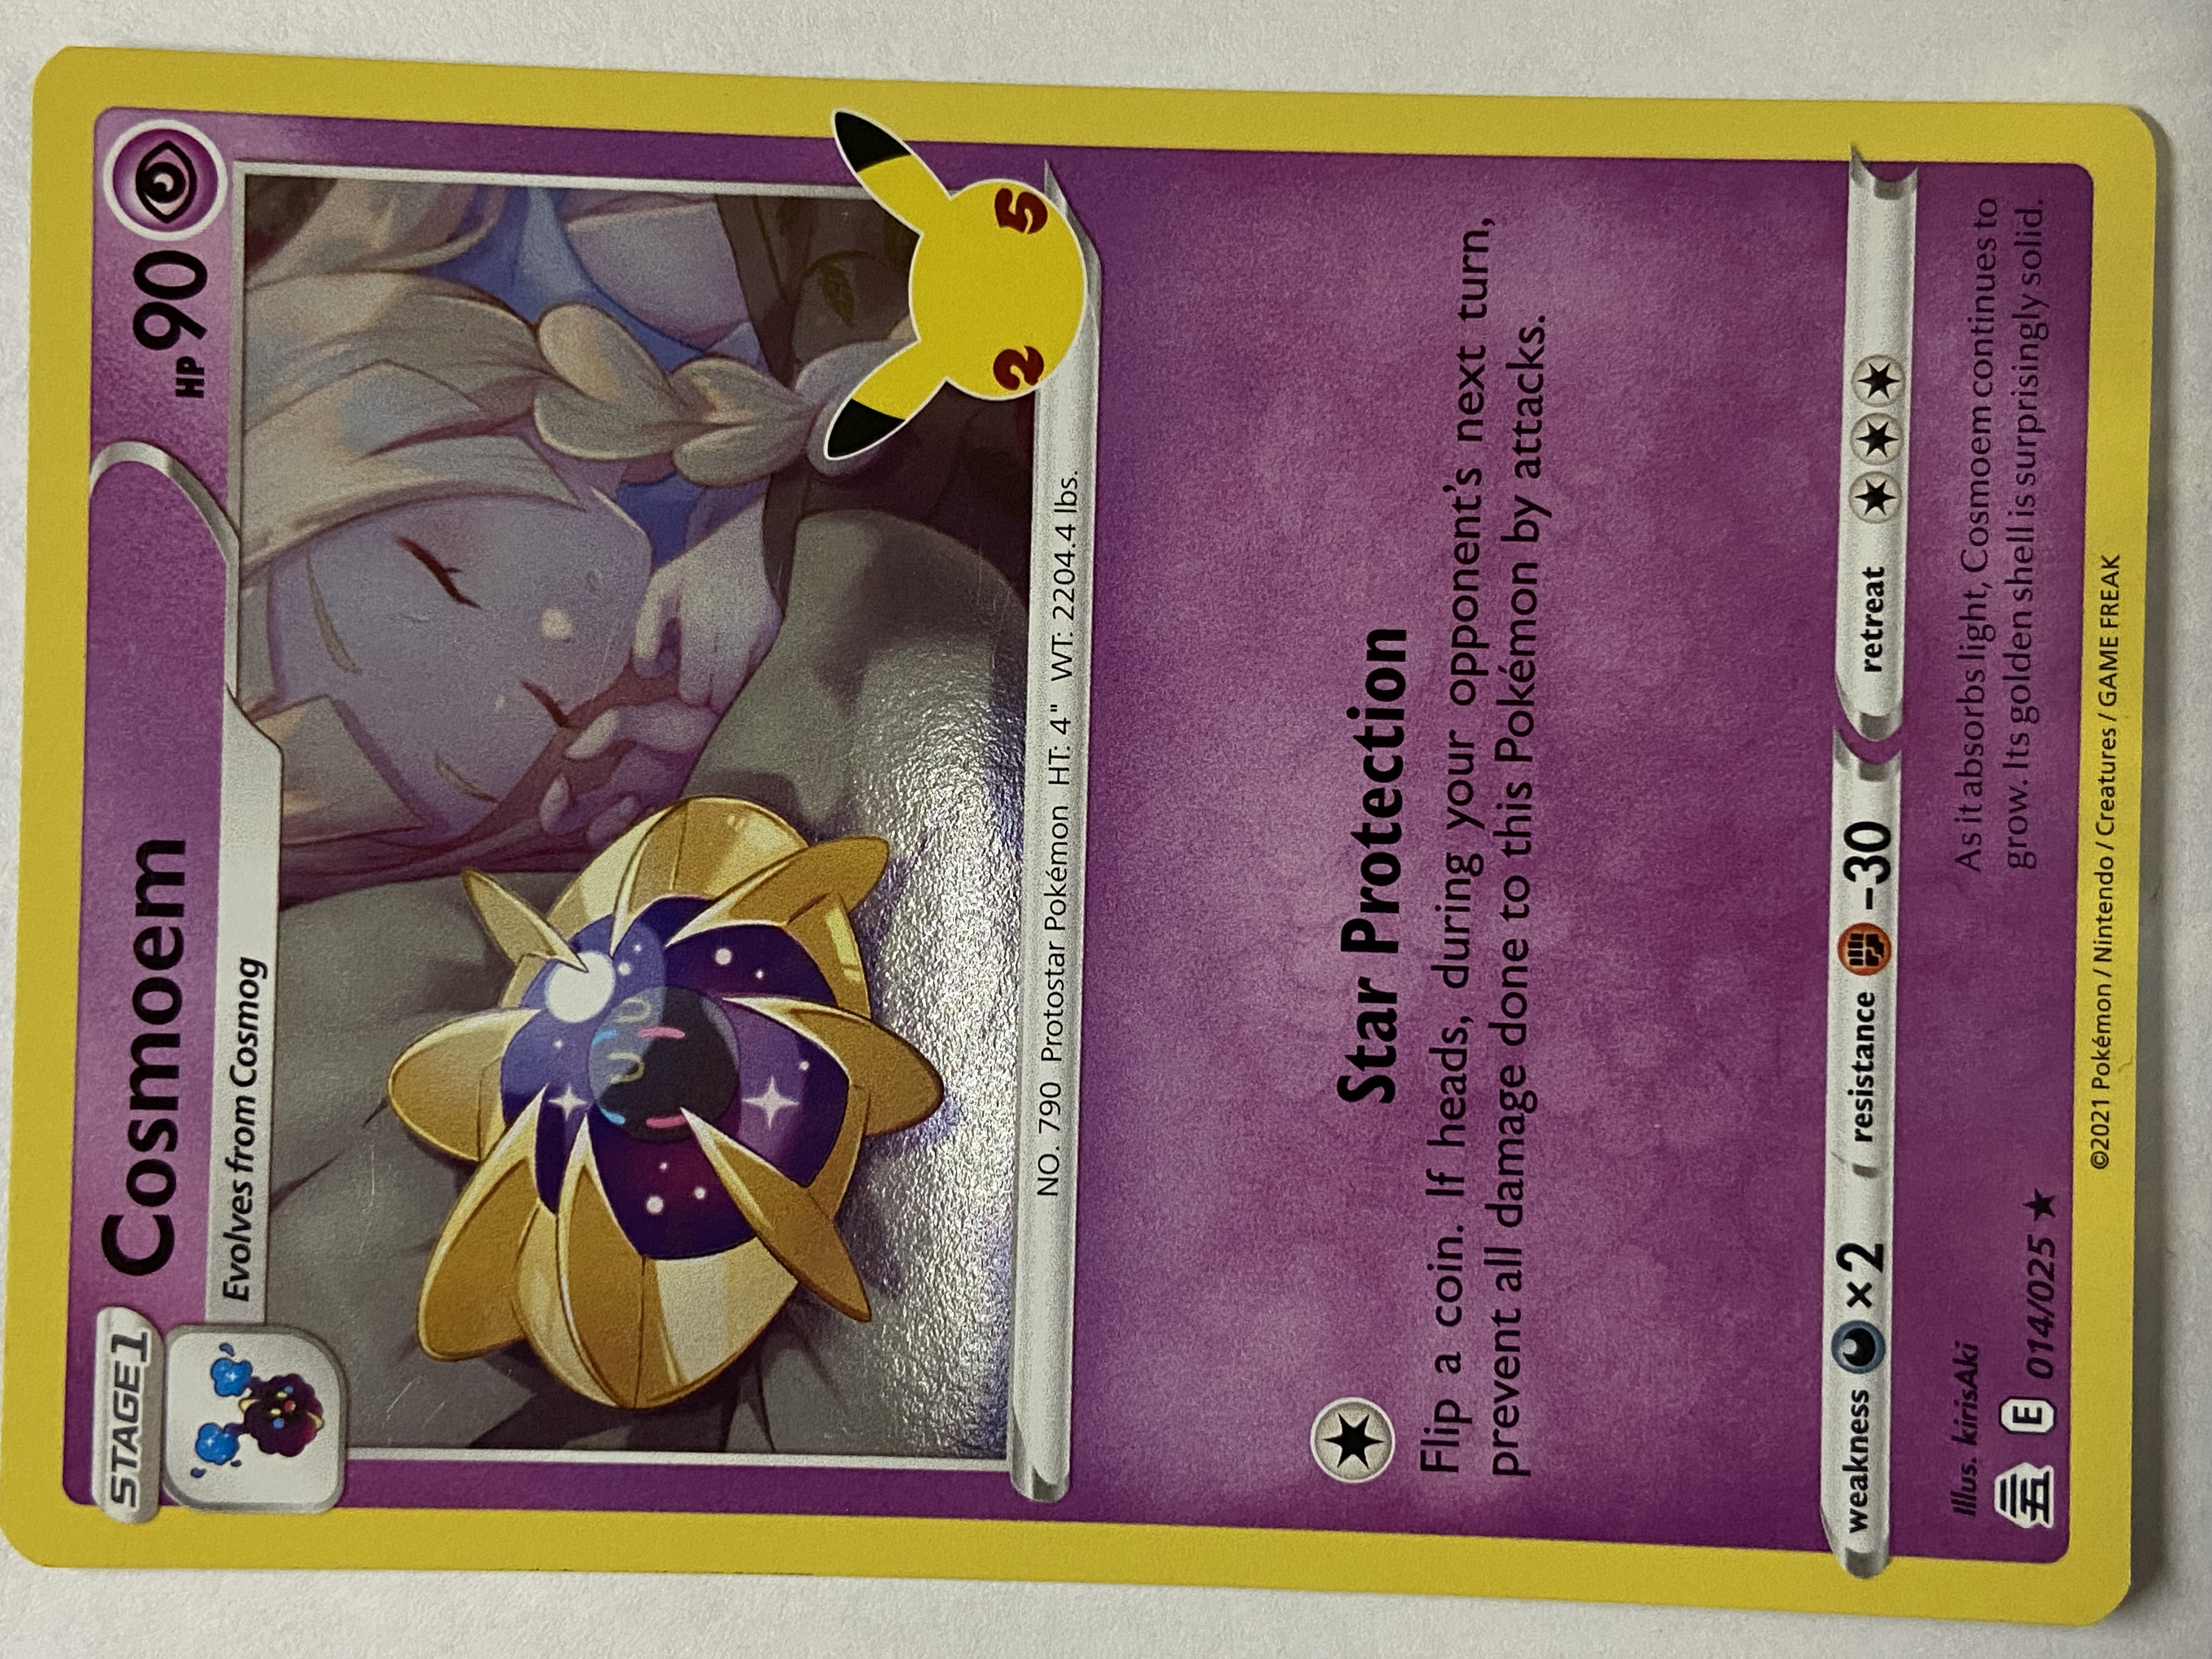 STAGE1
Cosmoem
HP 90
Evolves from Cosmog
25
NO. 790 Protostar Pokémon HT: 4" WT: 2204.4 lbs.
Star Protection
Flip a coin. If heads, during your opponent's next turn,
prevent all damage done to this Pokémon by attacks.
weakness ×2 resistance -30 retreat
Illus. kirisAki
As it absorbs light, Cosmoem continues to
grow. Its golden shell is surprisingly solid.
五 E 014/025 ★
©2021 Pokémon / Nintendo / Creatures / GAME FREAK